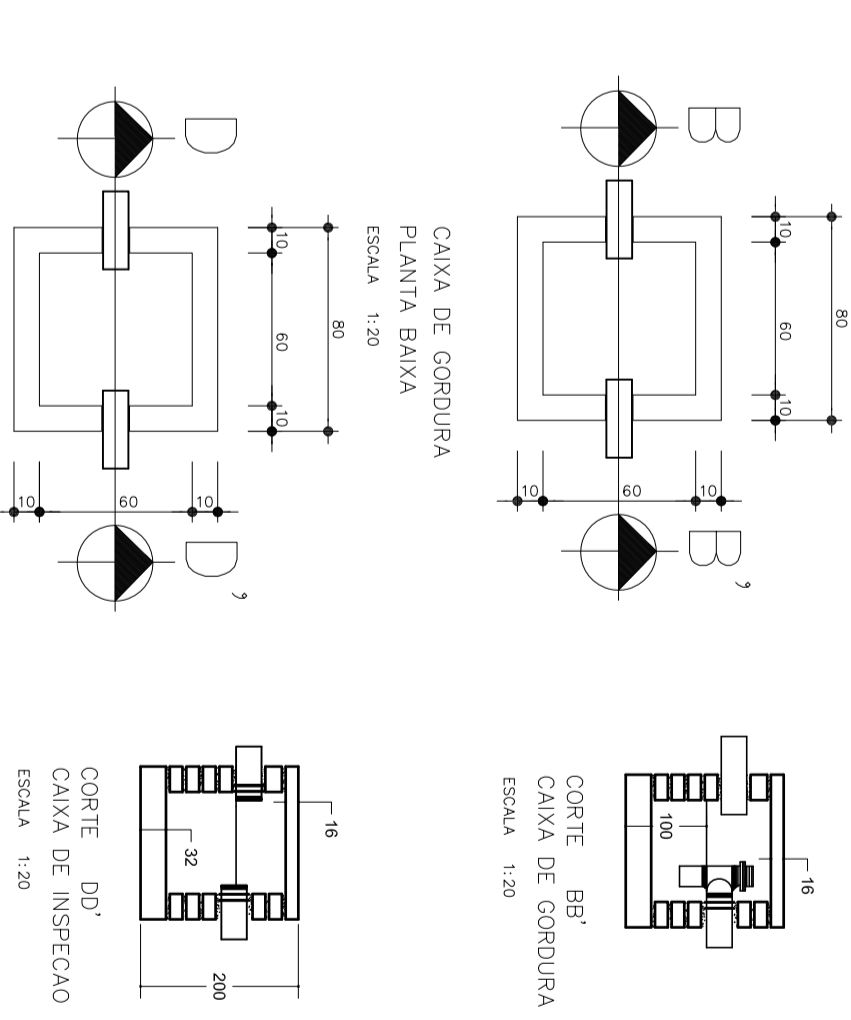 80
10 60 10
B B'
10
60
10
CAIXA DE GORDURA
PLANTA BAIXA
ESCALA 1:20
80
10 60 10
D D'
10
60
10
16
100
CORTE BB'
CAIXA DE GORDURA
ESCALA 1:20
16
32
200
CORTE DD'
CAIXA DE INSPECAO
ESCALA 1:20